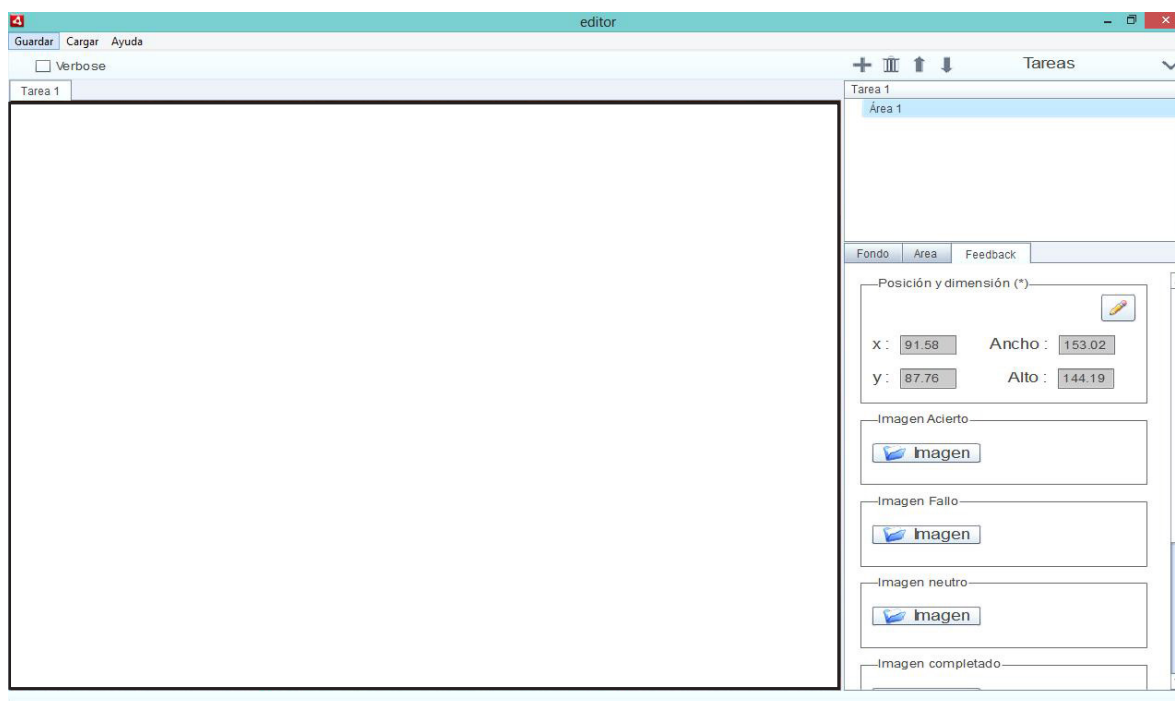 editor
Guardar Cargar Ayuda
Verbose
Tareas
Tarea 1
Tarea 1
Área 1
Fondo Area Feedback
Posición y dimensión (*)
x : 91.58 Ancho : 153.02
y : 87.76 Alto : 144.19
Imagen Acierto
Imagen
Imagen Fallo
Imagen
Imagen neutro
Imagen
Imagen completado